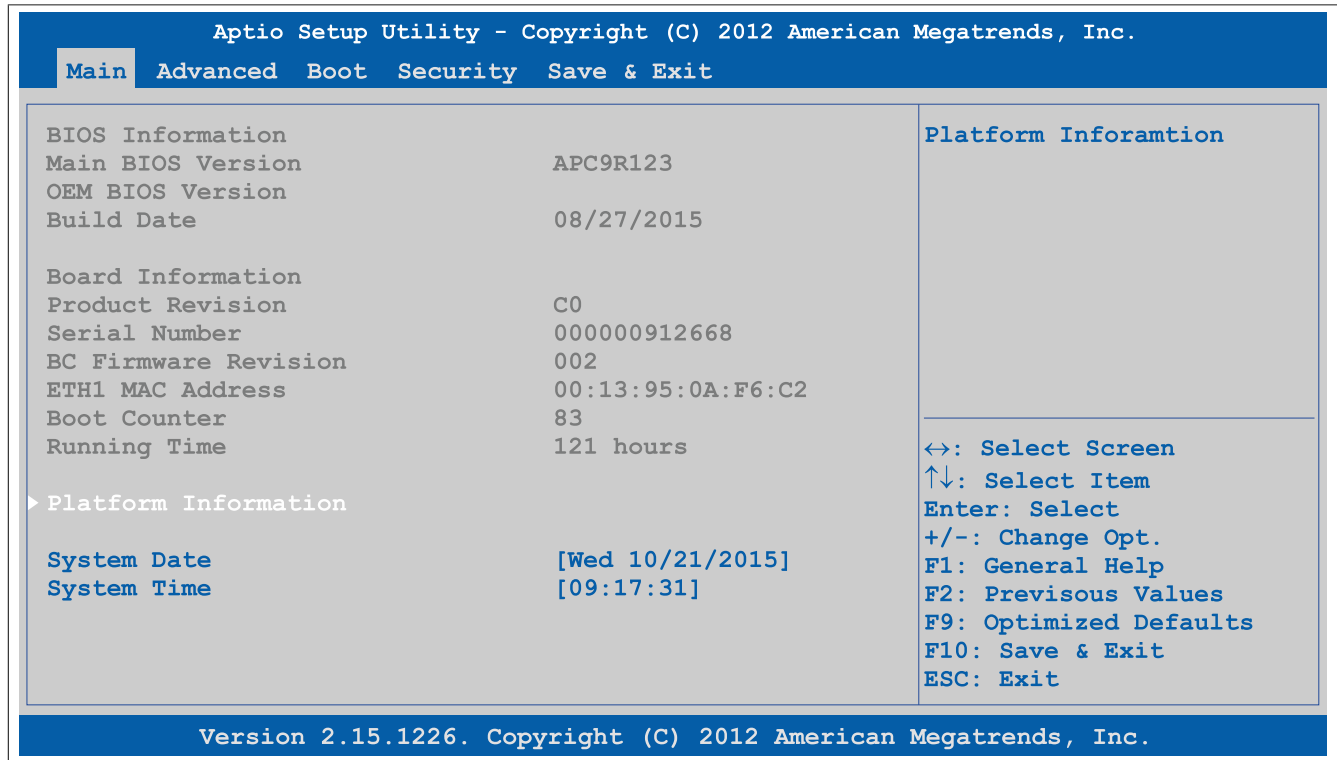 Aptio Setup Utility - Copyright (C) 2012 American Megatrends, Inc.
Main Advanced Boot Security Save & Exit
BIOS Information
Main BIOS Version APC9R123
OEM BIOS Version
Build Date 08/27/2015
Board Information
Product Revision C0
Serial Number 000000912668
BC Firmware Revision 002
ETH1 MAC Address 00:13:95:0A:F6:C2
Boot Counter 83
Running Time 121 hours
Platform Information
System Date [Wed 10/21/2015]
System Time [09:17:31]
Platform Inforamtion
↔: Select Screen
↑↓: Select Item
Enter: Select
+/-: Change Opt.
F1: General Help
F2: Previsous Values
F9: Optimized Defaults
F10: Save & Exit
ESC: Exit
Version 2.15.1226. Copyright (C) 2012 American Megatrends, Inc.